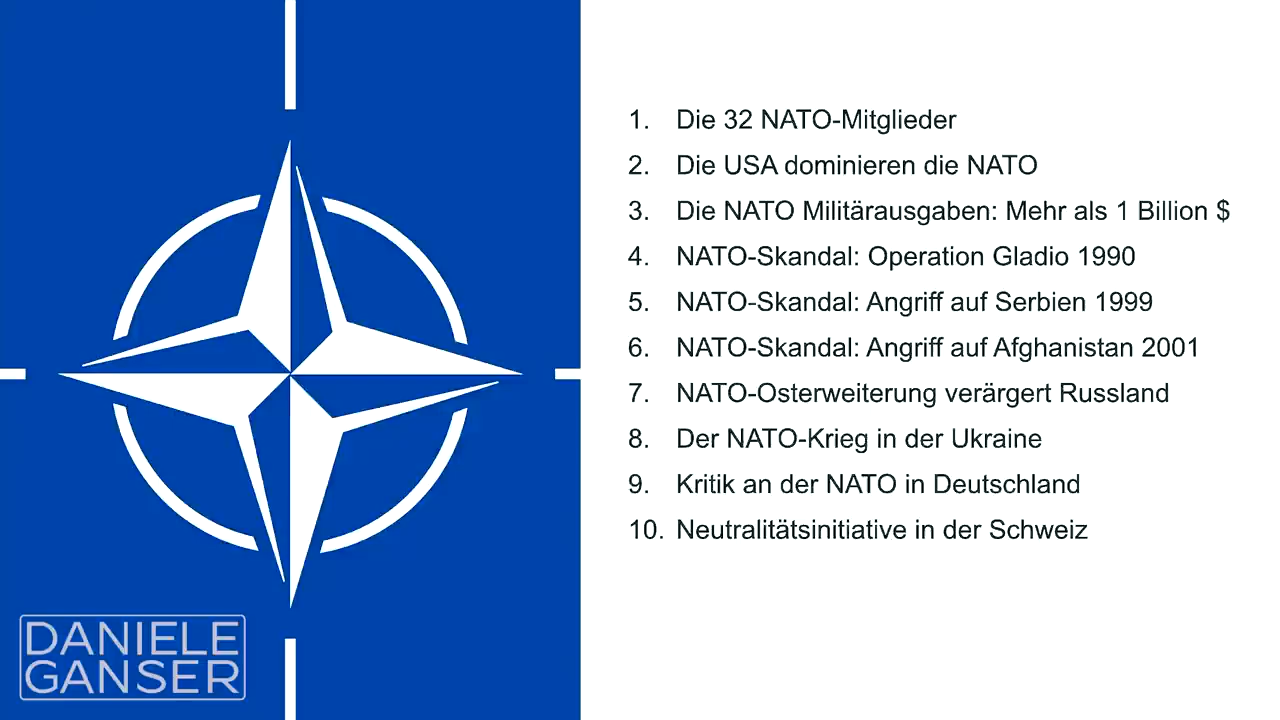 1. Die 32 NATO-Mitglieder
2. Die USA dominieren die NATO
3. Die NATO Militärausgaben: Mehr als 1 Billion $
4. NATO-Skandal: Operation Gladio 1990
5. NATO-Skandal: Angriff auf Serbien 1999
6. NATO-Skandal: Angriff auf Afghanistan 2001
7. NATO-Osterweiterung verärgert Russland
8. Der NATO-Krieg in der Ukraine
9. Kritik an der NATO in Deutschland
10. Neutralitätsinitiative in der Schweiz
DANIELE
GANSER